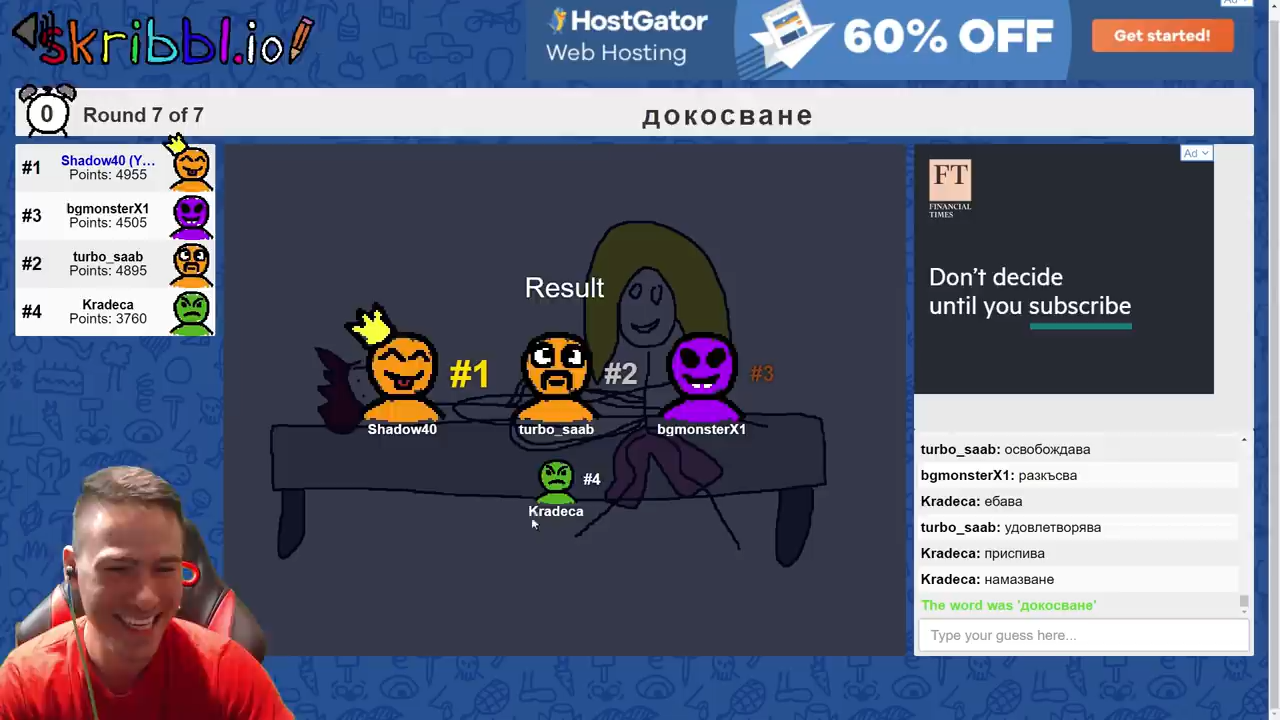 skribbl.io
HostGator
Web Hosting
60% OFF
Get started!
0
Round 7 of 7
докосване
#1
Shadow40 (Y…
Points: 4955
#3
bgmonsterX1
Points: 4505
#2
turbo_saab
Points: 4895
#4
Kradeca
Points: 3760
Result
#1
#2
#3
Shadow40
turbo_saab
bgmonsterX1
#4
Kradeca
Ad
FT
FINANCIAL
TIMES
Don't decide
until you subscribe
turbo_saab: освобождава
bgmonsterX1: разкъсва
Kradeca: ебава
turbo_saab: удовлетворява
Kradeca: приспива
Kradeca: намазване
The word was 'докосване'
Type your guess here...